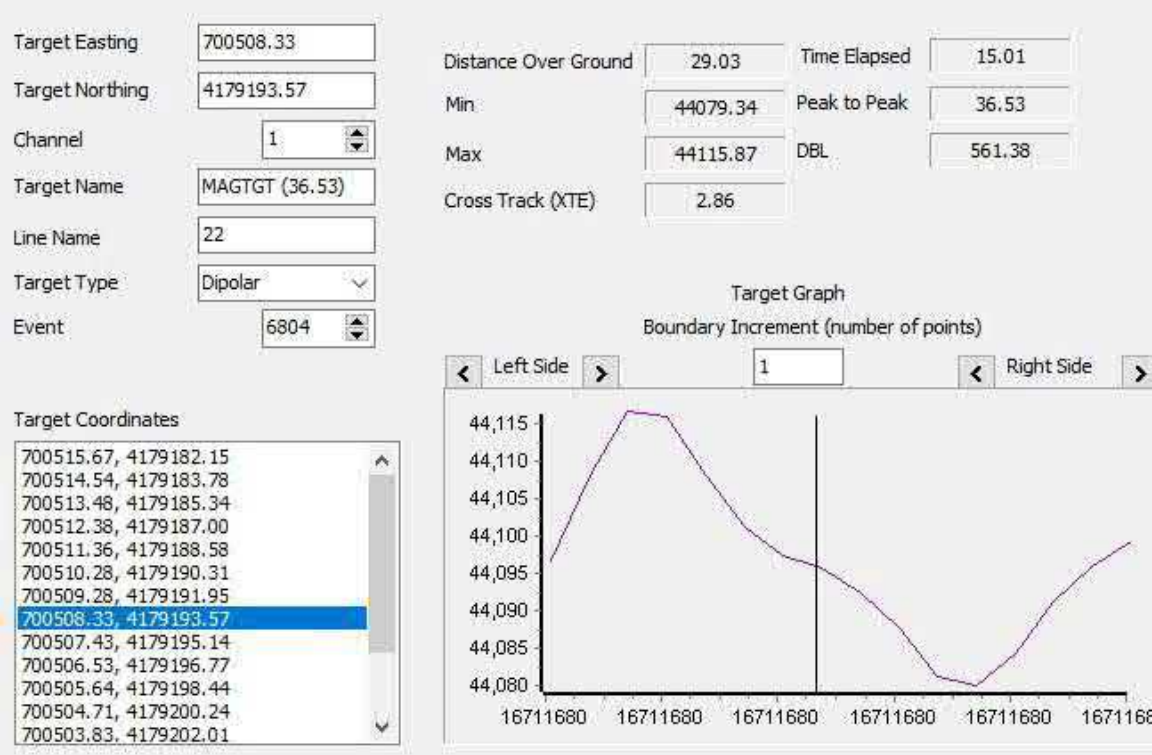 Target Easting 700508.33
Target Northing 4179193.57
Channel 1
Target Name MAGTGT (36.53)
Line Name 22
Target Type Dipolar
Event 6804
Distance Over Ground 29.03 Time Elapsed 15.01
Min 44079.34 Peak to Peak 36.53
Max 44115.87 DBL 561.38
Cross Track (XTE) 2.86
Target Graph
Boundary Increment (number of points)
Left Side 1 Right Side
Target Coordinates
700515.67, 4179182.15
700514.54, 4179183.78
700513.48, 4179185.34
700512.38, 4179187.00
700511.36, 4179188.58
700510.28, 4179190.31
700509.28, 4179191.95
700508.33, 4179193.57
700507.43, 4179195.14
700506.53, 4179196.77
700505.64, 4179198.44
700504.71, 4179200.24
700503.83, 4179202.01
44,115
44,110
44,105
44,100
44,095
44,090
44,085
44,080
16711680 16711680 16711680 16711680 16711680 1671168